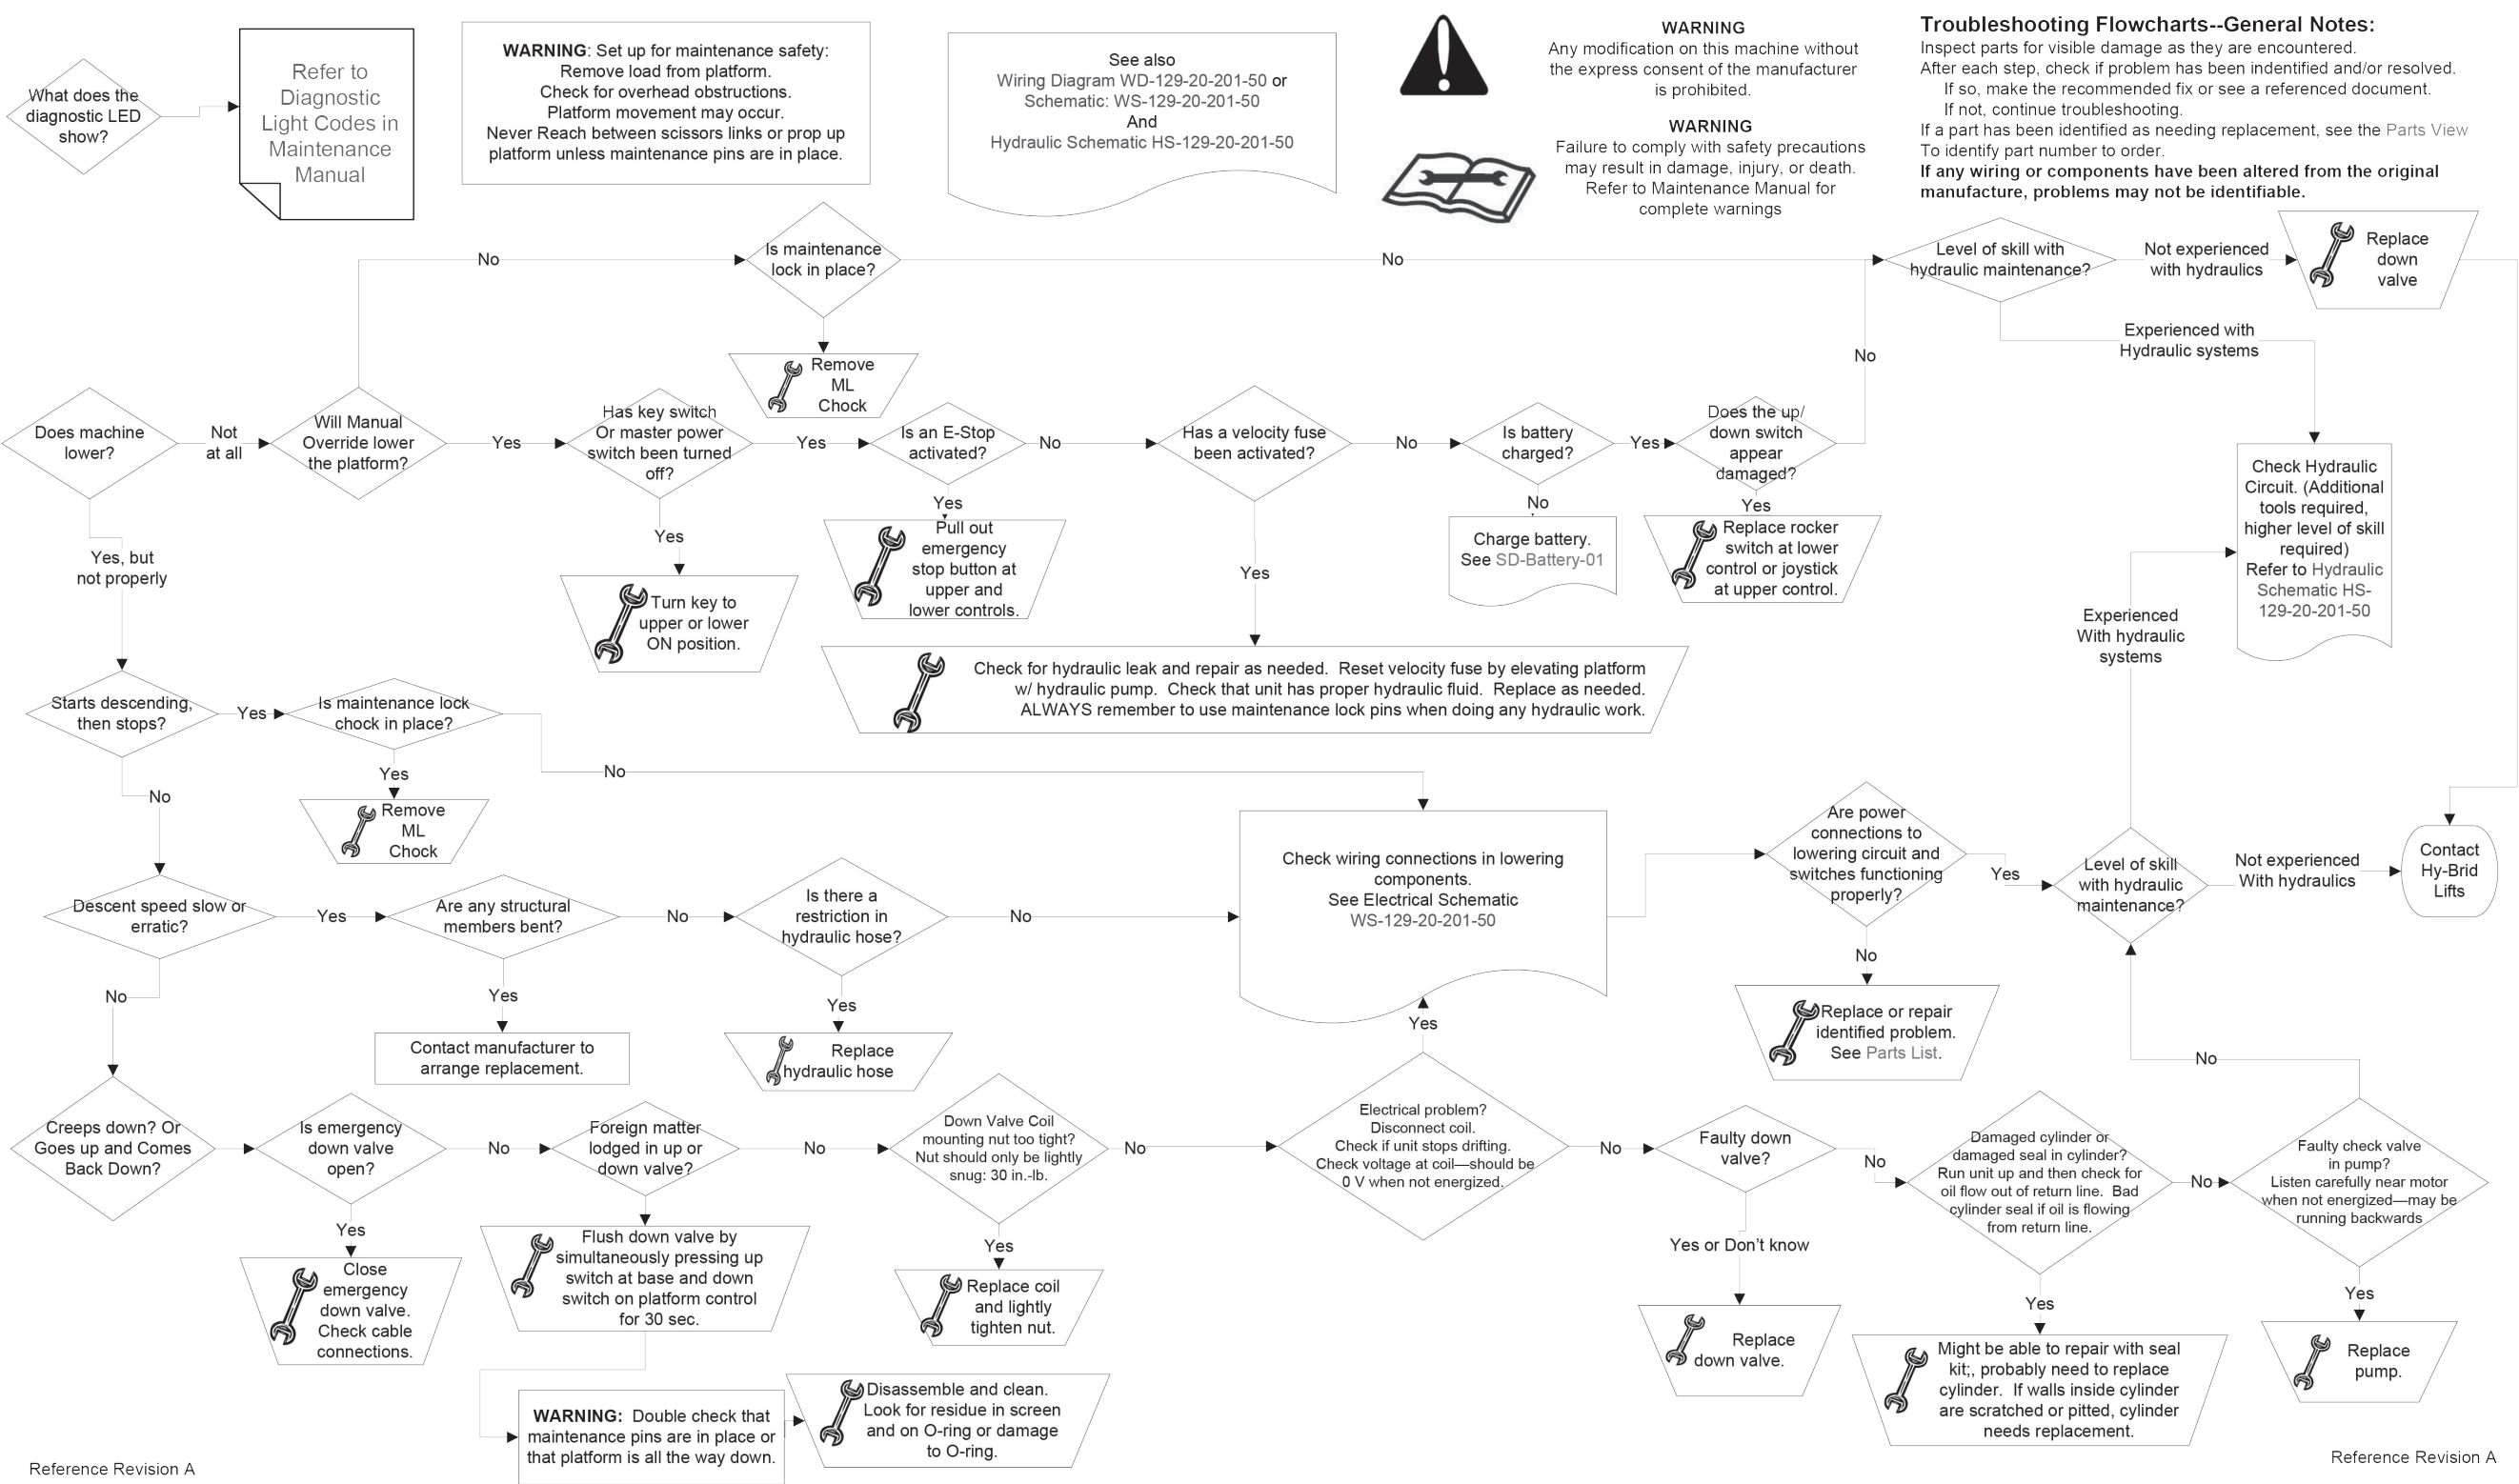 What does the
diagnostic LED
show?
Refer to
Diagnostic
Light Codes in
Maintenance
Manual
WARNING: Set up for maintenance safety:
Remove load from platform.
Check for overhead obstructions.
Platform movement may occur.
Never Reach between scissors links or prop up
platform unless maintenance pins are in place.
See also
Wiring Diagram WD-129-20-201-50 or
Schematic: WS-129-20-201-50
And
Hydraulic Schematic HS-129-20-201-50
WARNING
Any modification on this machine without
the express consent of the manufacturer
is prohibited.
WARNING
Failure to comply with safety precautions
may result in damage, injury, or death.
Refer to Maintenance Manual for
complete warnings
Troubleshooting Flowcharts--General Notes:
Inspect parts for visible damage as they are encountered.
After each step, check if problem has been indentified and/or resolved.
If so, make the recommended fix or see a referenced document.
If not, continue troubleshooting.
If a part has been identified as needing replacement, see the Parts View
To identify part number to order.
If any wiring or components have been altered from the original
manufacture, problems may not be identifiable.
No
Is maintenance
lock in place?
No
Level of skill with
hydraulic maintenance?
Not experienced
with hydraulics
Replace
down
valve
Experienced with
Hydraulic systems
Remove
ML
Chock
No
Does machine
lower?
Not
at all
Will Manual
Override lower
the platform?
Yes
Has key switch
Or master power
switch been turned
off?
Yes
Is an E-Stop
activated?
No
Has a velocity fuse
been activated?
No
Is battery
charged?
Yes
Does the up/
down switch
appear
damaged?
Check Hydraulic
Circuit. (Additional
tools required,
higher level of skill
required)
Refer to Hydraulic
Schematic HS-
129-20-201-50
Yes, but
not properly
Yes
Turn key to
upper or lower
ON position.
Yes
Pull out
emergency
stop button at
upper and
lower controls.
Yes
No
Charge battery.
See SD-Battery-01
Yes
Replace rocker
switch at lower
control or joystick
at upper control.
Experienced
With hydraulic
systems
Check for hydraulic leak and repair as needed.  Reset velocity fuse by elevating platform
w/ hydraulic pump.  Check that unit has proper hydraulic fluid.  Replace as needed.
ALWAYS remember to use maintenance lock pins when doing any hydraulic work.
Starts descending,
then stops?
Yes
Is maintenance lock
chock in place?
No
Yes
Remove
ML
Chock
No
Check wiring connections in lowering
components.
See Electrical Schematic
WS-129-20-201-50
Are power
connections to
lowering circuit and
switches functioning
properly?
Yes
Level of skill
with hydraulic
maintenance?
Not experienced
With hydraulics
Contact
Hy-Brid
Lifts
Descent speed slow or
erratic?
Yes
Are any structural
members bent?
No
Is there a
restriction in
hydraulic hose?
No
No
Yes
Contact manufacturer to
arrange replacement.
Yes
Replace
hydraulic hose
Yes
No
Replace or repair
identified problem.
See Parts List.
No
Creeps down? Or
Goes up and Comes
Back Down?
Is emergency
down valve
open?
No
Foreign matter
lodged in up or
down valve?
No
Down Valve Coil
mounting nut too tight?
Nut should only be lightly
snug: 30 in.-lb.
No
Electrical problem?
Disconnect coil.
Check if unit stops drifting.
Check voltage at coil—should be
0 V when not energized.
No
Faulty down
valve?
No
Damaged cylinder or
damaged seal in cylinder?
Run unit up and then check for
oil flow out of return line.  Bad
cylinder seal if oil is flowing
from return line.
No
Faulty check valve
in pump?
Listen carefully near motor
when not energized—may be
running backwards
Yes
Close
emergency
down valve.
Check cable
connections.
Flush down valve by
simultaneously pressing up
switch at base and down
switch on platform control
for 30 sec.
Yes
Replace coil
and lightly
tighten nut.
Yes or Don't know
Replace
down valve.
Yes
Might be able to repair with seal
kit;, probably need to replace
cylinder.  If walls inside cylinder
are scratched or pitted, cylinder
needs replacement.
Yes
Replace
pump.
WARNING:  Double check that
maintenance pins are in place or
that platform is all the way down.
Disassemble and clean.
Look for residue in screen
and on O-ring or damage
to O-ring.
Reference Revision A
Reference Revision A